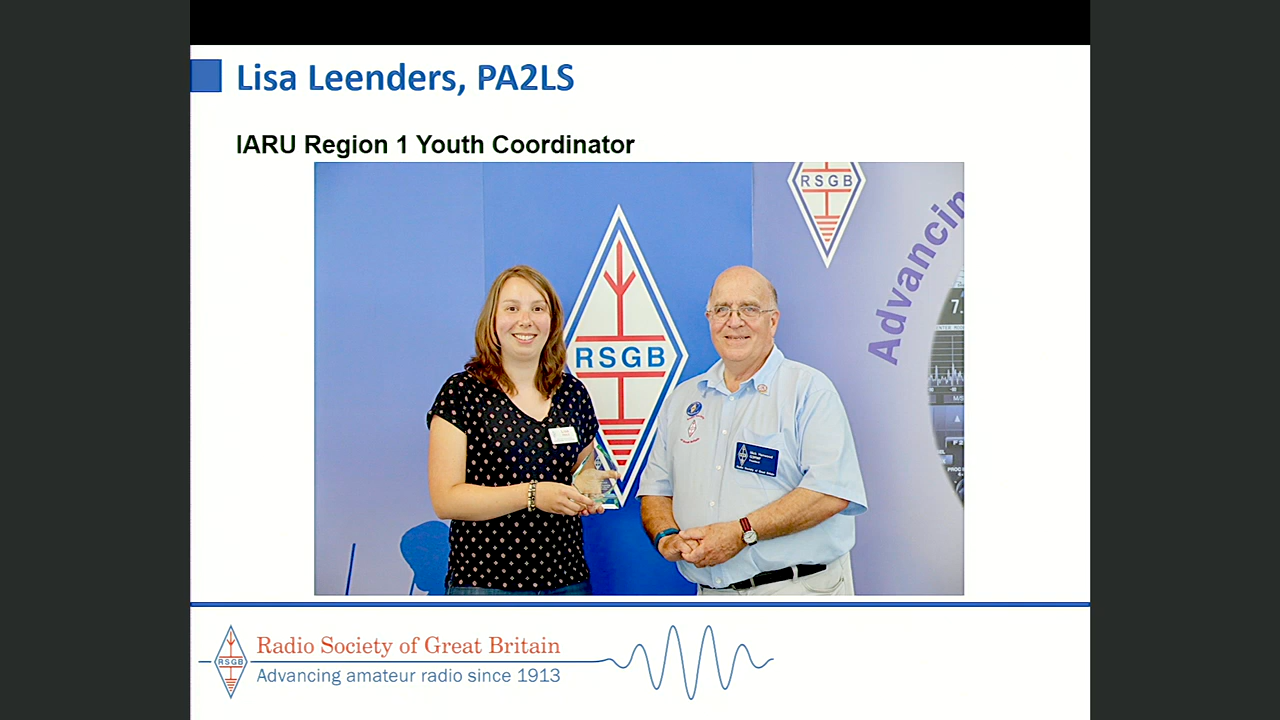 Lisa Leenders, PA2LS
IARU Region 1 Youth Coordinator
RSGB
Advancin
RSGB
7.
RSGB
Radio Society of Great Britain
Advancing amateur radio since 1913